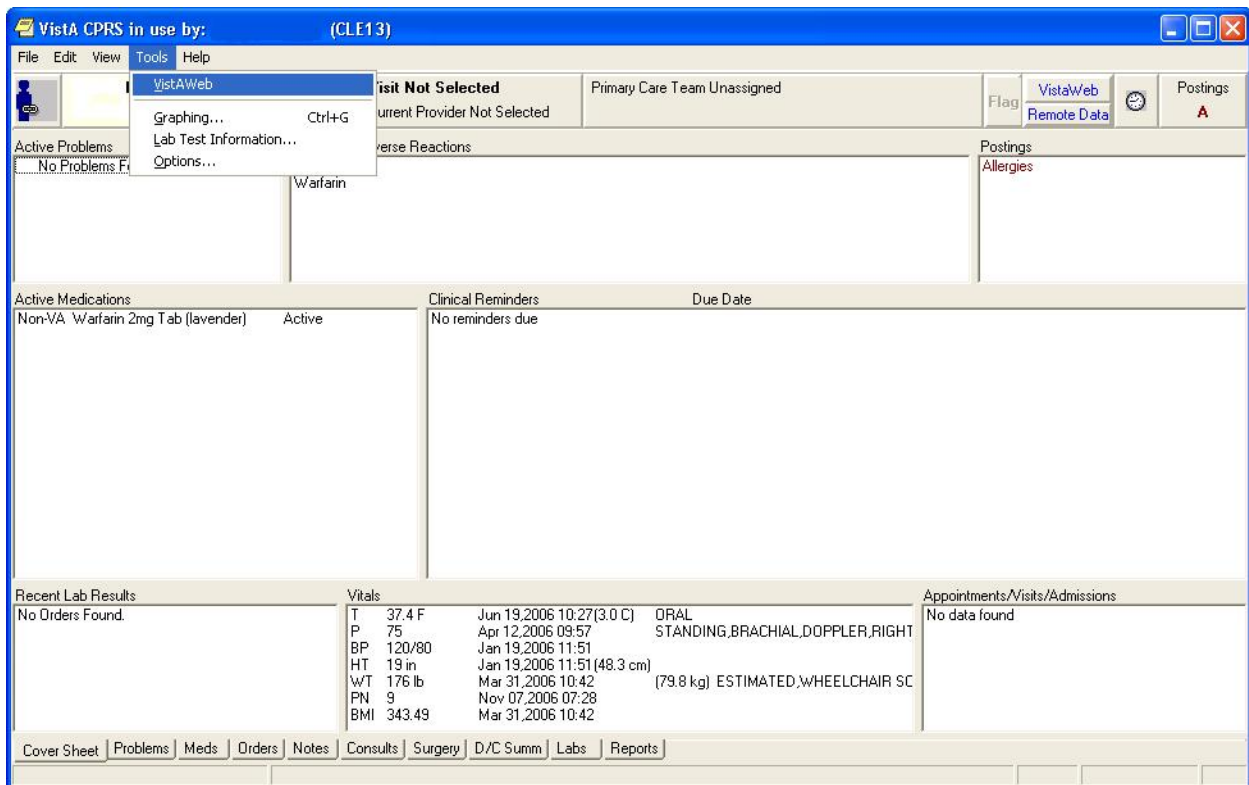 VistA CPRS in use by: (CLE13)
File Edit View Tools Help
VistAWeb
Graphing... Ctrl+G
Lab Test Information...
Options...
isit Not Selected
urrent Provider Not Selected
Primary Care Team Unassigned
Flag
VistaWeb
Remote Data
Postings
A
Active Problems
No Problems F
verse Reactions
Warfarin
Postings
Allergies
Active Medications
Non-VA Warfarin 2mg Tab (lavender) Active
Clinical Reminders Due Date
No reminders due
Recent Lab Results
No Orders Found.
Vitals
T 37.4 F Jun 19,2006 10:27(3.0 C) ORAL
P 75 Apr 12,2006 09:57 STANDING,BRACHIAL,DOPPLER,RIGHT
BP 120/80 Jan 19,2006 11:51
HT 19 in Jan 19,2006 11:51(48.3 cm)
WT 176 lb Mar 31,2006 10:42 (79.8 kg) ESTIMATED,WHEELCHAIR SC
PN 9 Nov 07,2006 07:28
BMI 343.49 Mar 31,2006 10:42
Appointments/Visits/Admissions
No data found
Cover Sheet Problems Meds Orders Notes Consults Surgery D/C Summ Labs Reports